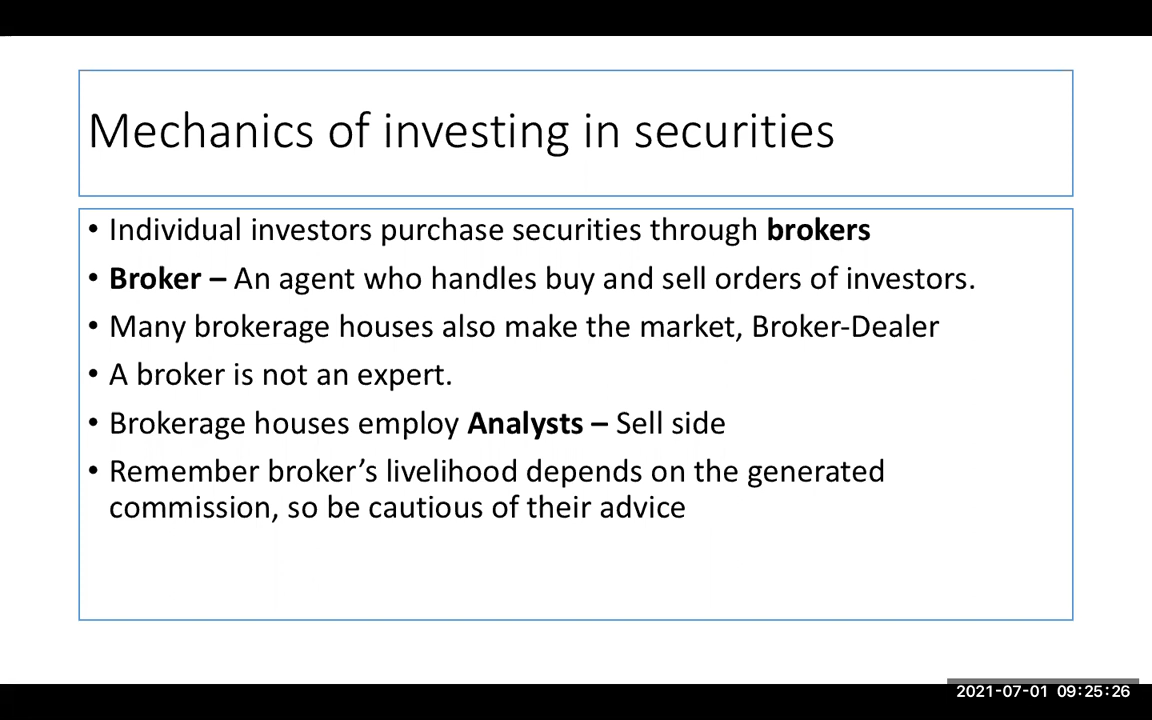 Mechanics of investing in securities
• Individual investors purchase securities through brokers
• Broker – An agent who handles buy and sell orders of investors.
• Many brokerage houses also make the market, Broker-Dealer
• A broker is not an expert.
• Brokerage houses employ Analysts – Sell side
• Remember broker’s livelihood depends on the generated
commission, so be cautious of their advice
2021-07-01 09:25:26